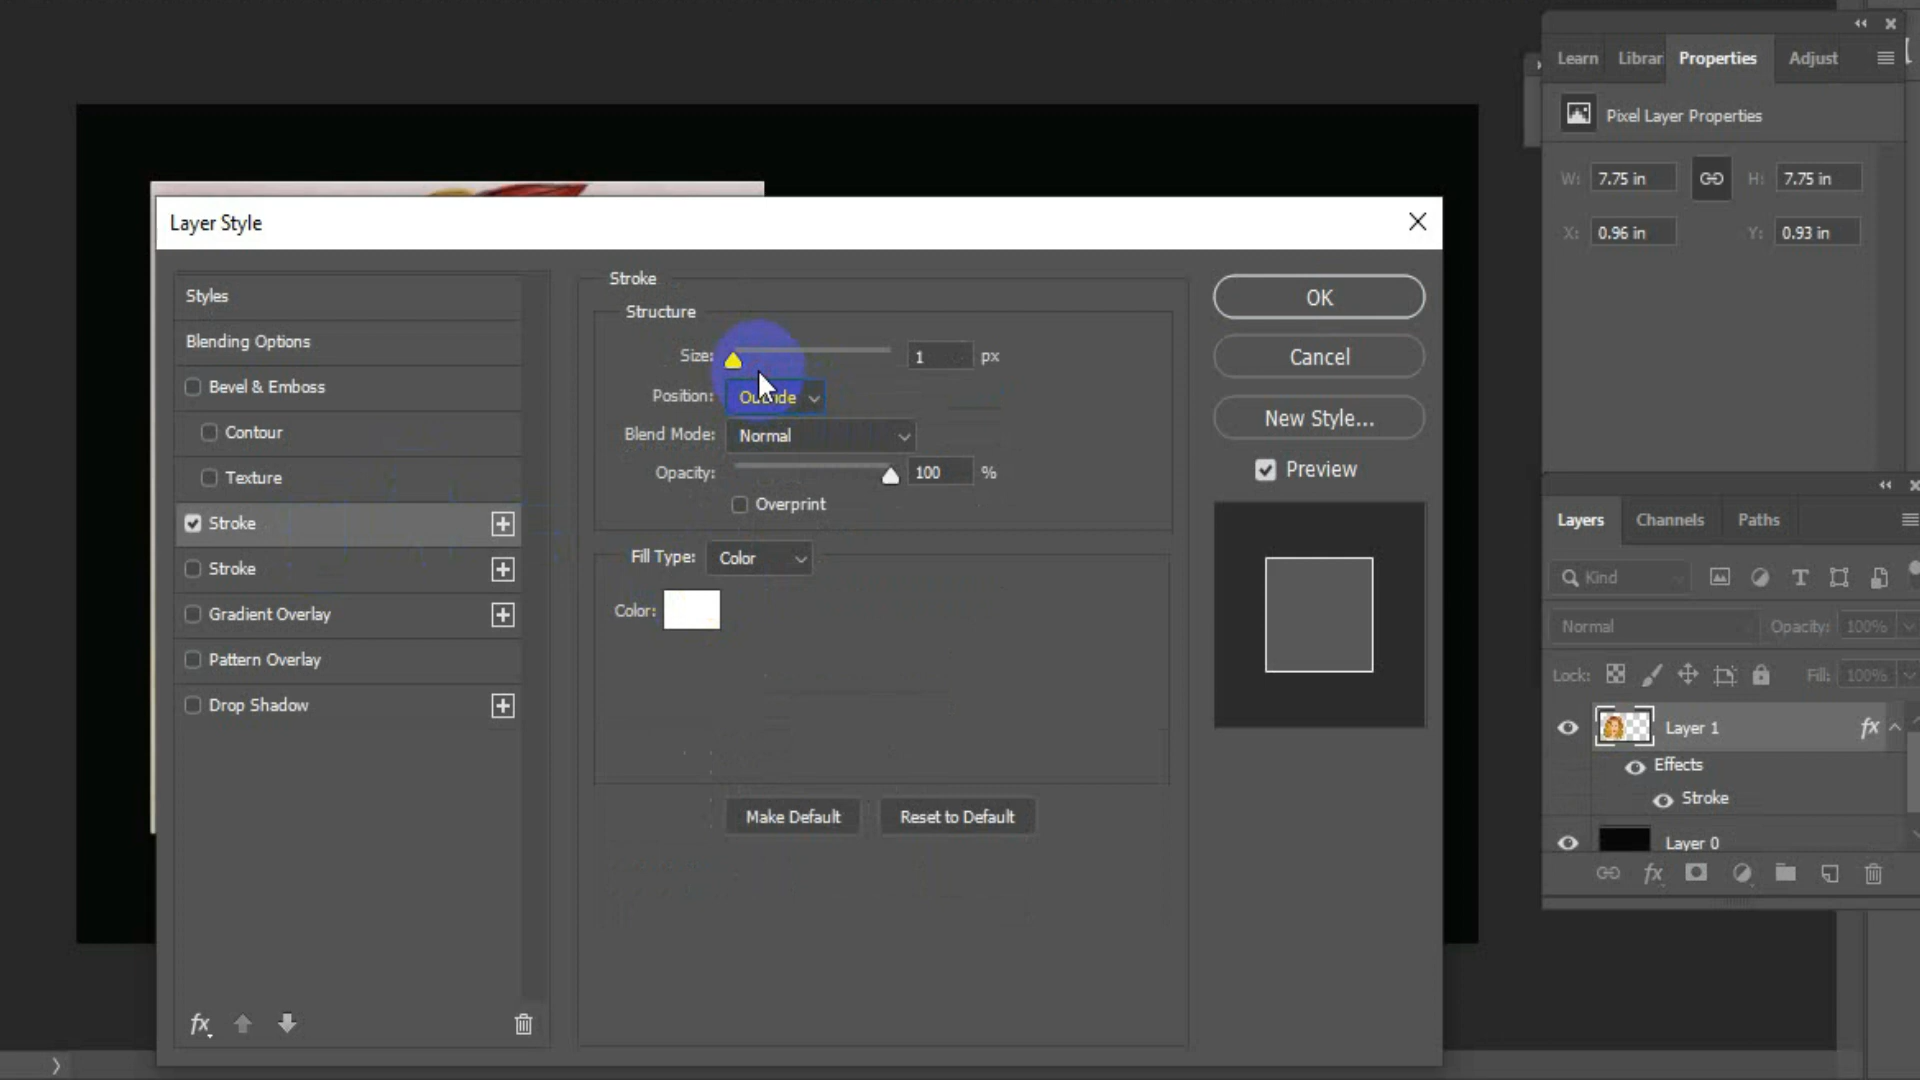 Learn Librar Properties Adjust
Pixel Layer Properties
W: 7.75 in H: 7.75 in
X: 0.96 in Y: 0.93 in
Layer Style
Styles
Blending Options
Bevel & Emboss
Contour
Texture
Stroke
Stroke
Gradient Overlay
Pattern Overlay
Drop Shadow
fx
Stroke
Structure
Size: 1 px
Position: Outside
Blend Mode: Normal
Opacity: 100 %
Overprint
Fill Type: Color
Color:
Make Default Reset to Default
OK
Cancel
New Style...
Preview
Layers Channels Paths
Kind
Normal Opacity: 100%
Lock: Fill: 100%
Layer 1 fx
Effects
Stroke
Layer 0
fx